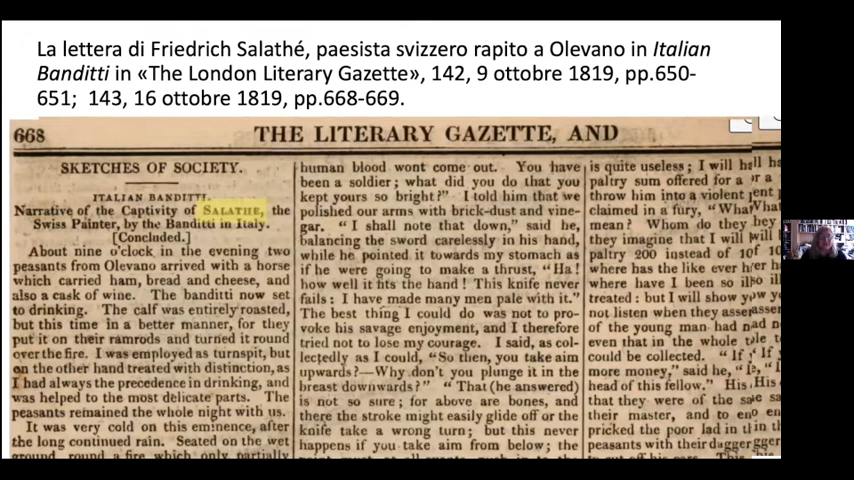 La lettera di Friedrich Salathé, paesista svizzero rapito a Olevano in Italian
Banditti in «The London Literary Gazette», 142, 9 ottobre 1819, pp.650-
651; 143, 16 ottobre 1819, pp.668-669.
668
THE LITERARY GAZETTE, AND
SKETCHES OF SOCIETY.
ITALIAN BANDITTI.
Narrative of the Captivity of SALATHE, the
Swiss Painter, by the Banditti in Italy.
[Concluded.]
About nine o'clock in the evening two
peasants from Olevano arrived with a horse
which carried ham, bread and cheese, and
also a cask of wine. The banditti now set
to drinking. The calf was entirely roasted,
but this time in a better manner, for they
put it on their ramrods and turned it round
over the fire. I was employed as turnspit, but
on the other hand treated with distinction, as
I had always the precedence in drinking, and
was helped to the most delicate parts. The
peasants remained the whole night with us.
It was very cold on this eminence, after
the long continued rain. Seated on the wet
ground, round a fire which only partially
human blood wont come out. You have
been a soldier; what did you do that you
kept yours so bright?" I told him that we
polished our arms with brick-dust and vine-
gar. "I shall note that down," said he,
balancing the sword carelessly in his hand,
while he pointed it towards my stomach as
if he were going to make a thrust, "Ha!
how well it fits the hand! This knife never
fails: I have made many men pale with it."
The best thing I could do was not to pro-
voke his savage enjoyment, and I therefore
tried not to lose my courage. I said, as col-
lectedly as I could, "So then, you take aim
upwards?—Why don't you plunge it in the
breast downwards?" "That (he answered)
is not so sure; for above are bones, and
there the stroke might easily glide off or the
knife take a wrong turn; but this never
happens if you take aim from below; the
is quite useless; I will
paltry sum offered for a
throw him into a violent
claimed in a fury, "What
mean? Whom do they
they imagine that I will
paltry 200 instead of
where has the like ever
where have I been so
treated: but I will show
not listen when they
of the young man had
even that in the whole
could be collected. "If
more money," said he,
head of this fellow." His
that they were of the
their master, and to
pricked the poor lad in
peasants with their